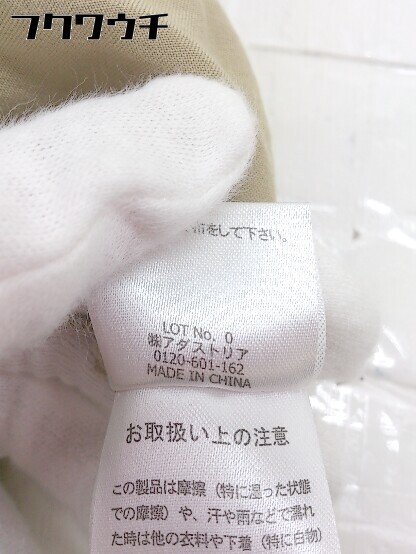 フクウクチ
をして下さい。
LOT No. 0
㈱アダストリア
0120-601-162
MADE IN CHINA
お取扱い上の注意
この製品は摩擦（特に湿った状態
での摩擦）や、汗や雨などで濡れ
た時は他の衣料や下着（特に白物）